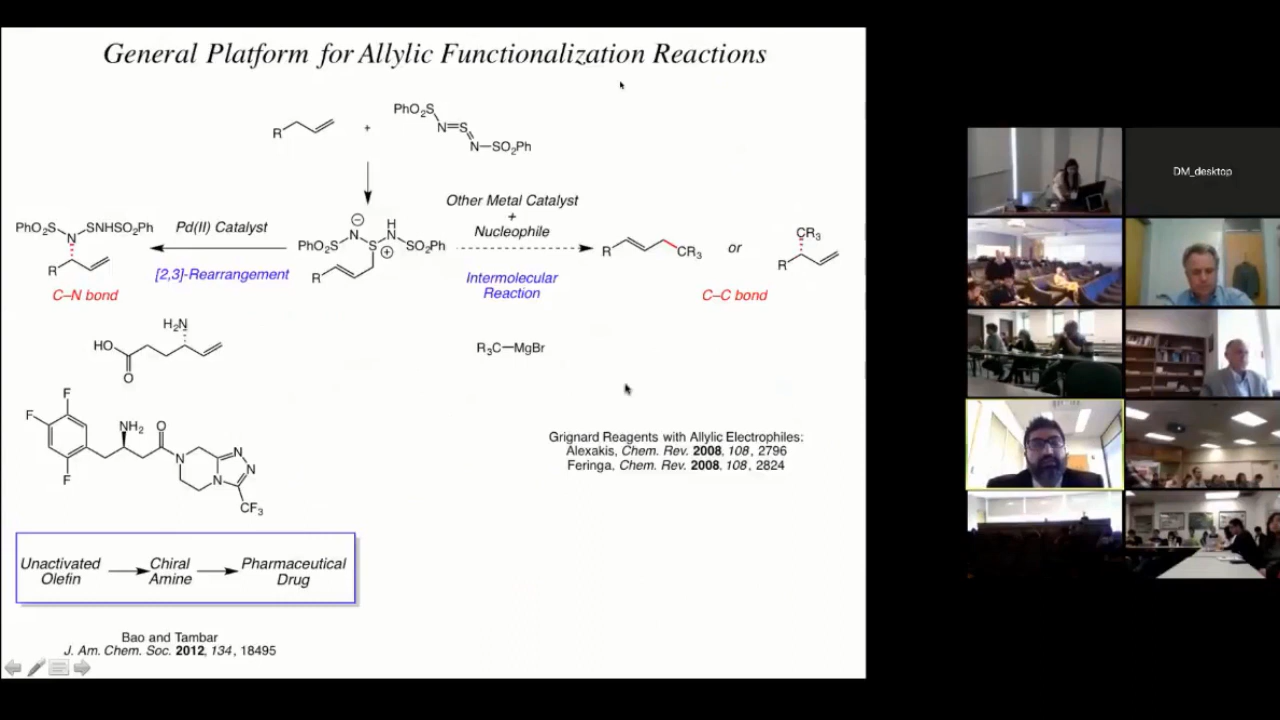 General Platform for Allylic Functionalization Reactions
R
+
PhO₂S
N=S
N—SO₂Ph
Other Metal Catalyst
+
Nucleophile
PhO₂S SNHSO₂Ph
N
R
Pd(II) Catalyst
[2,3]-Rearrangement
C–N bond
⊖ H
N N
PhO₂S S SO₂Ph
⊕
R
Intermolecular
Reaction
R CR₃
or
CR₃
R
C–C bond
H₂N
HO
O
R₃C—MgBr
F
F
F
NH₂ O
N
N
N
N
CF₃
Grignard Reagents with Allylic Electrophiles:
Alexakis, Chem. Rev. 2008, 108, 2796
Feringa, Chem. Rev. 2008, 108, 2824
Unactivated
Olefin
Chiral
Amine
Pharmaceutical
Drug
Bao and Tambar
J. Am. Chem. Soc. 2012, 134, 18495
DM_desktop